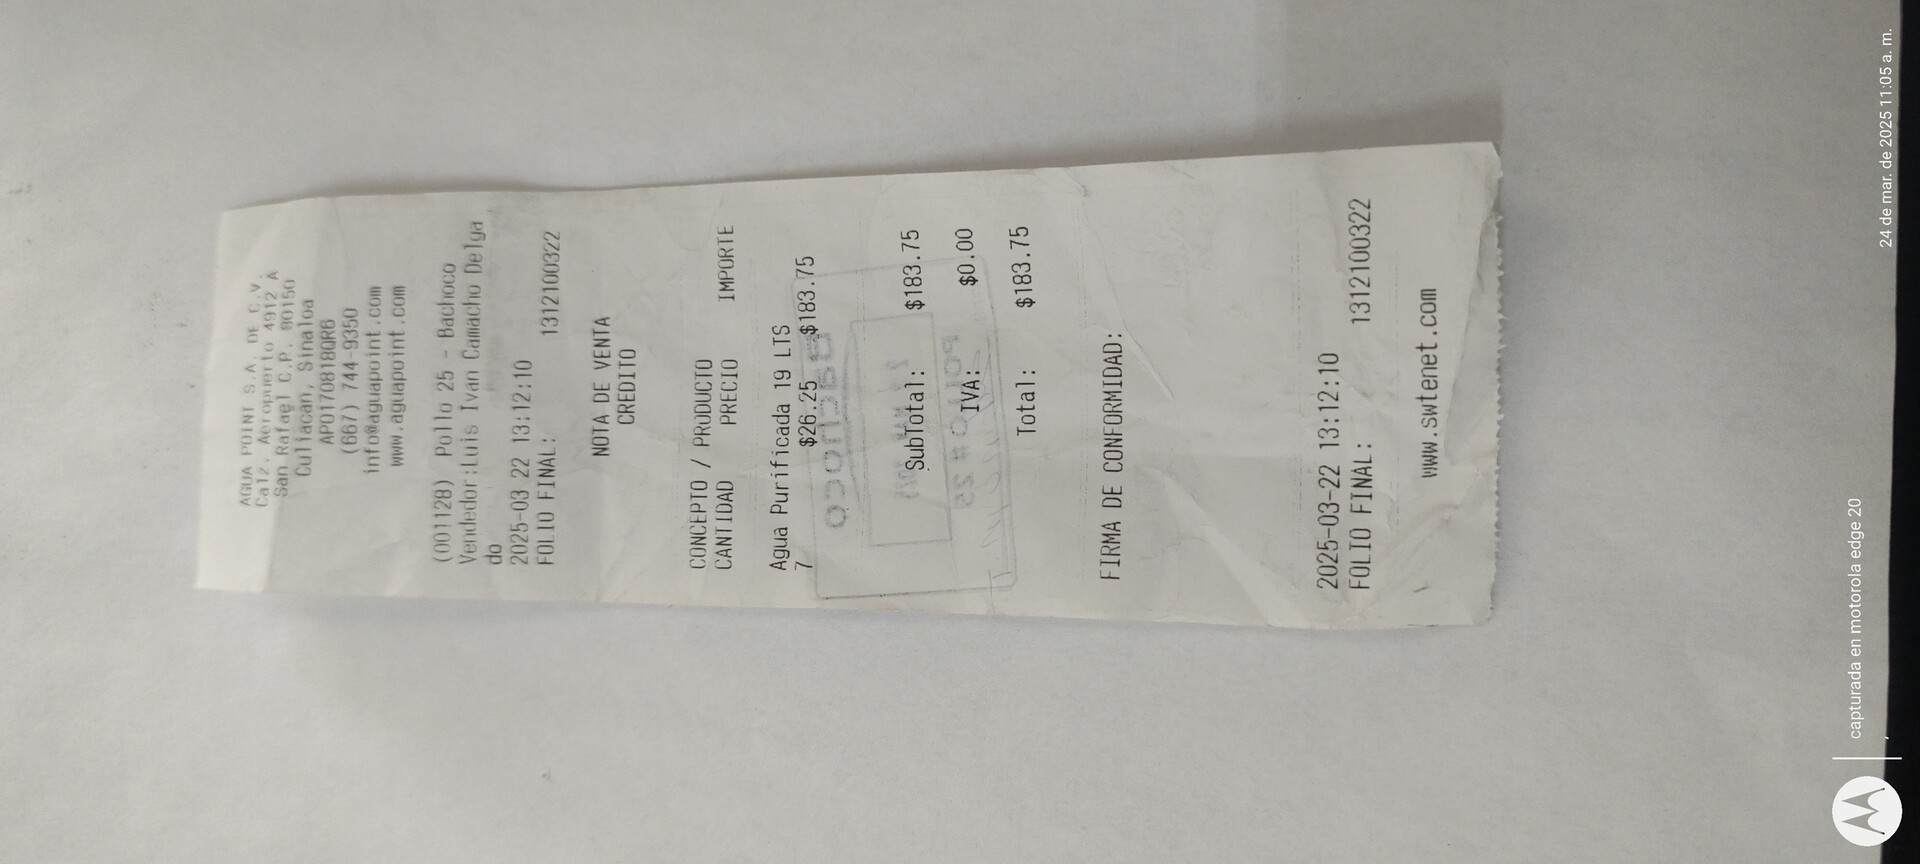 AGUA POINT S.A. DE C.V.
Calz. Aeropuerto 4912 A
San Rafael C.P. 80150
Culiacan, Sinaloa
APO170818QR6
(667) 744-9350
info@aguapoint.com
www.aguapoint.com
(001128) Pollo 25 - Bachoco
Vendedor:Luis Ivan Camacho Delga
do
2025-03 22 13:12:10
FOLIO FINAL: 1312100322
NOTA DE VENTA
CREDITO
CONCEPTO / PRODUCTO
CANTIDAD PRECIO IMPORTE
Agua Purificada 19 LTS
7 $26.25 $183.75
SubTotal: $183.75
IVA: $0.00
Total: $183.75
Bachoco
POLLO # 25
FIRMA DE CONFORMIDAD:
2025-03-22 13:12:10
FOLIO FINAL: 1312100322
www.swtenet.com
capturada en motorola edge 20
24 de mar. de 2025 11:05 a. m.